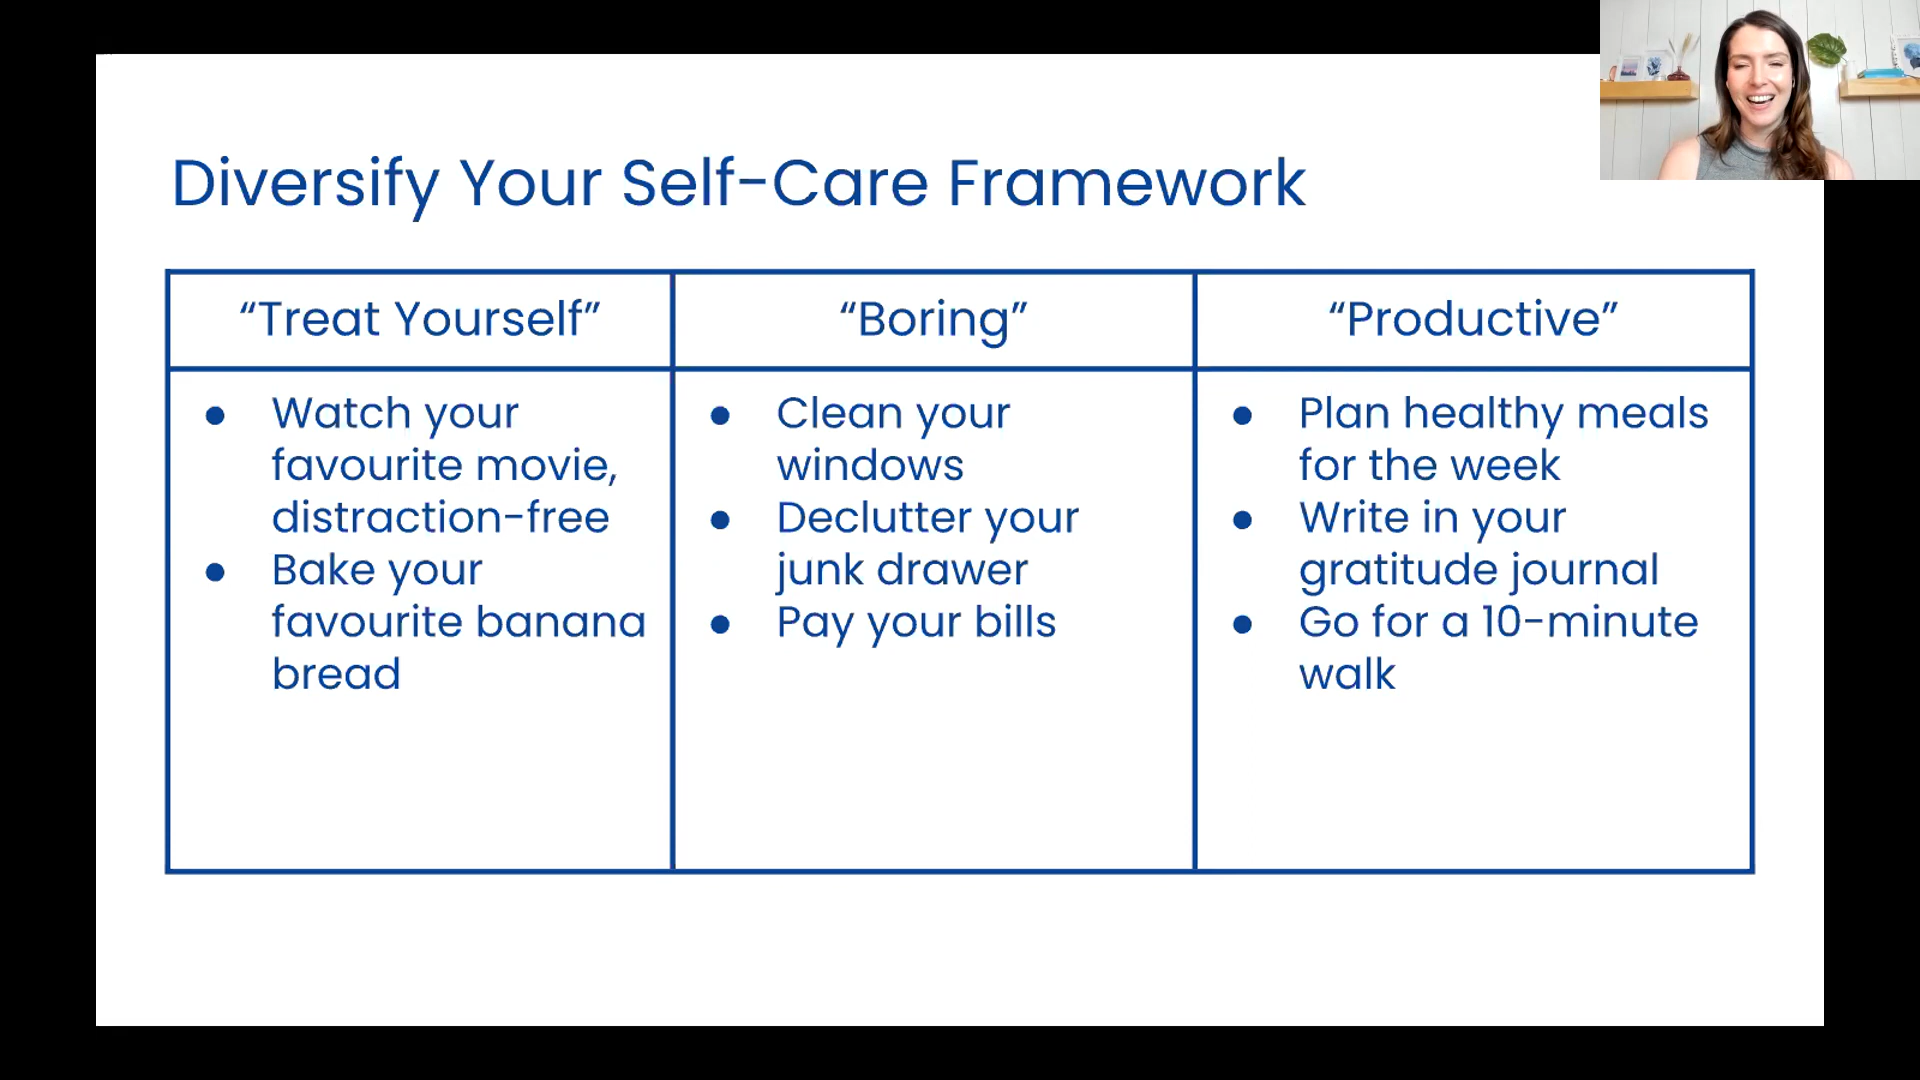 Diversify Your Self-Care Framework
“Treat Yourself”
“Boring”
“Productive”
● Watch your
favourite movie,
distraction-free
● Bake your
favourite banana
bread
● Clean your
windows
● Declutter your
junk drawer
● Pay your bills
● Plan healthy meals
for the week
● Write in your
gratitude journal
● Go for a 10-minute
walk